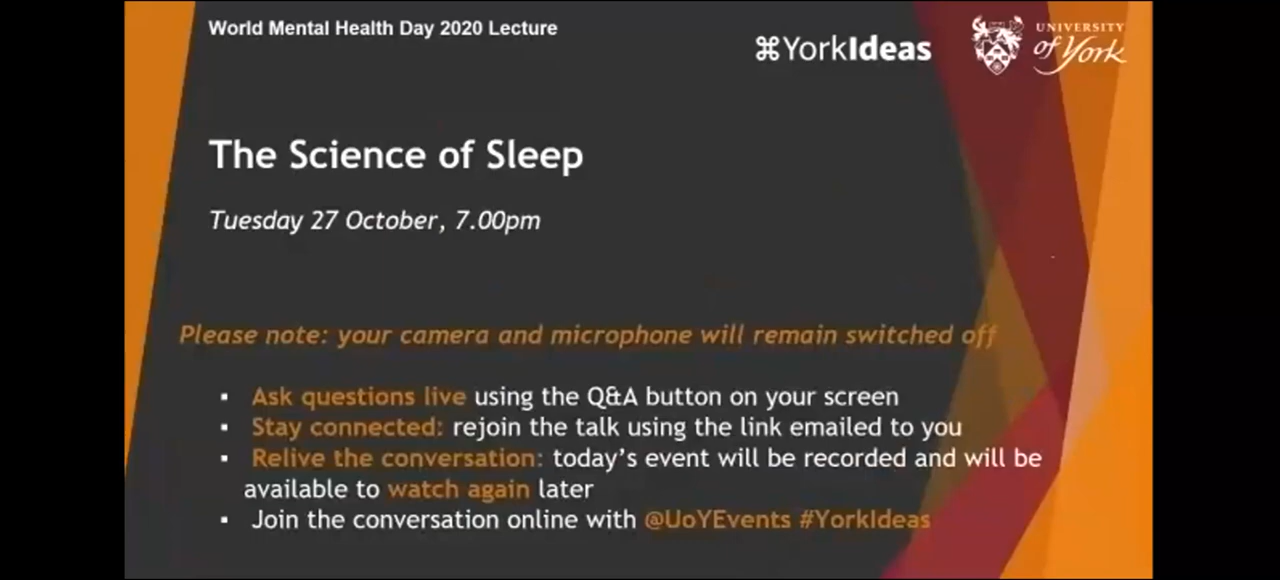 World Mental Health Day 2020 Lecture
⌘YorkIdeas
UNIVERSITY
of York
The Science of Sleep
Tuesday 27 October, 7.00pm
Please note: your camera and microphone will remain switched off
▪ Ask questions live using the Q&A button on your screen
▪ Stay connected: rejoin the talk using the link emailed to you
▪ Relive the conversation: today's event will be recorded and will be
available to watch again later
▪ Join the conversation online with @UoYEvents #YorkIdeas